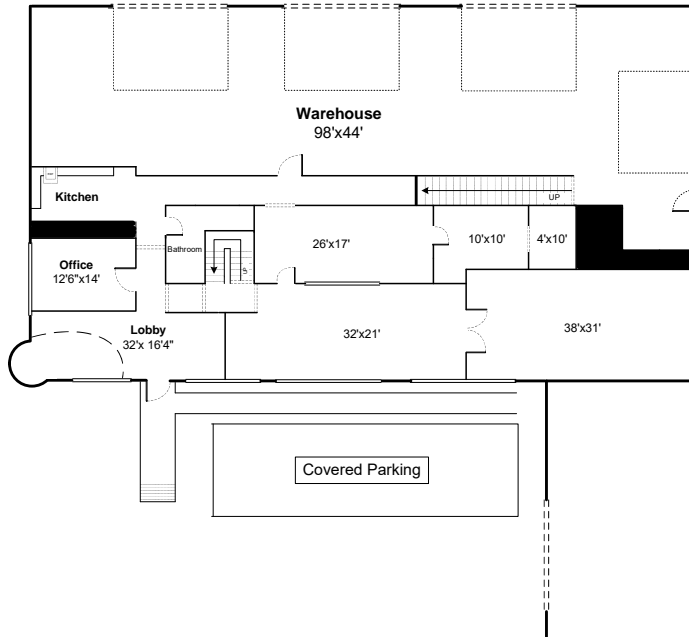 Warehouse
98'x44'
Kitchen
UP
Bathroom
26'x17'
10'x10'
4'x10'
Office
12'6"x14'
UP
Lobby
32'x 16'4"
32'x21'
38'x31'
Covered Parking